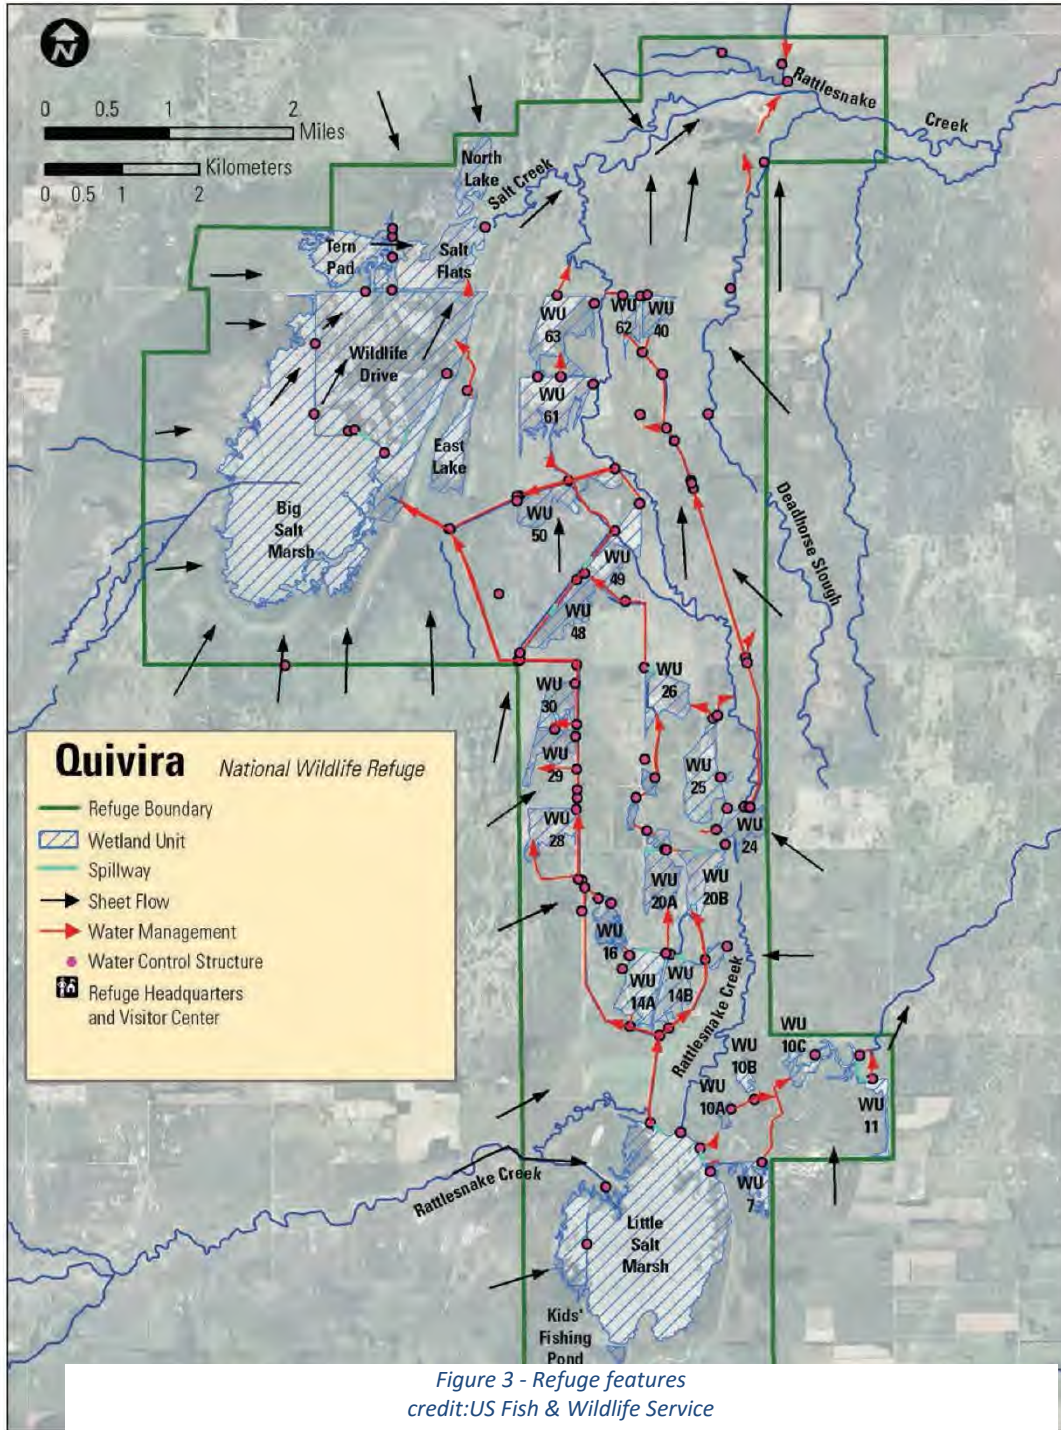 N
0 0.5 1 2
Miles
Kilometers
0 0.5 1 2
Rattlesnake
Creek
North
Lake
Salt Creek
Tern
Pad
Salt
Flats
WU
63
WU
62
WU
40
Wildlife
Drive
WU
61
East
Lake
Big
Salt
Marsh
WU
50
Deadhorse Slough
WU
49
WU
48
WU
30
WU
26
Quivira National Wildlife Refuge
Refuge Boundary
Wetland Unit
Spillway
Sheet Flow
Water Management
Water Control Structure
Refuge Headquarters
and Visitor Center
WU
29
WU
25
WU
28
WU
24
WU
20A
WU
20B
WU
16
WU
14A
WU
14B
Rattlesnake Creek
WU
10C
WU
10B
WU
10A
WU
11
Rattlesnake Creek
WU
7
Little
Salt
Marsh
Kids'
Fishing
Pond
Figure 3 - Refuge features
credit:US Fish & Wildlife Service